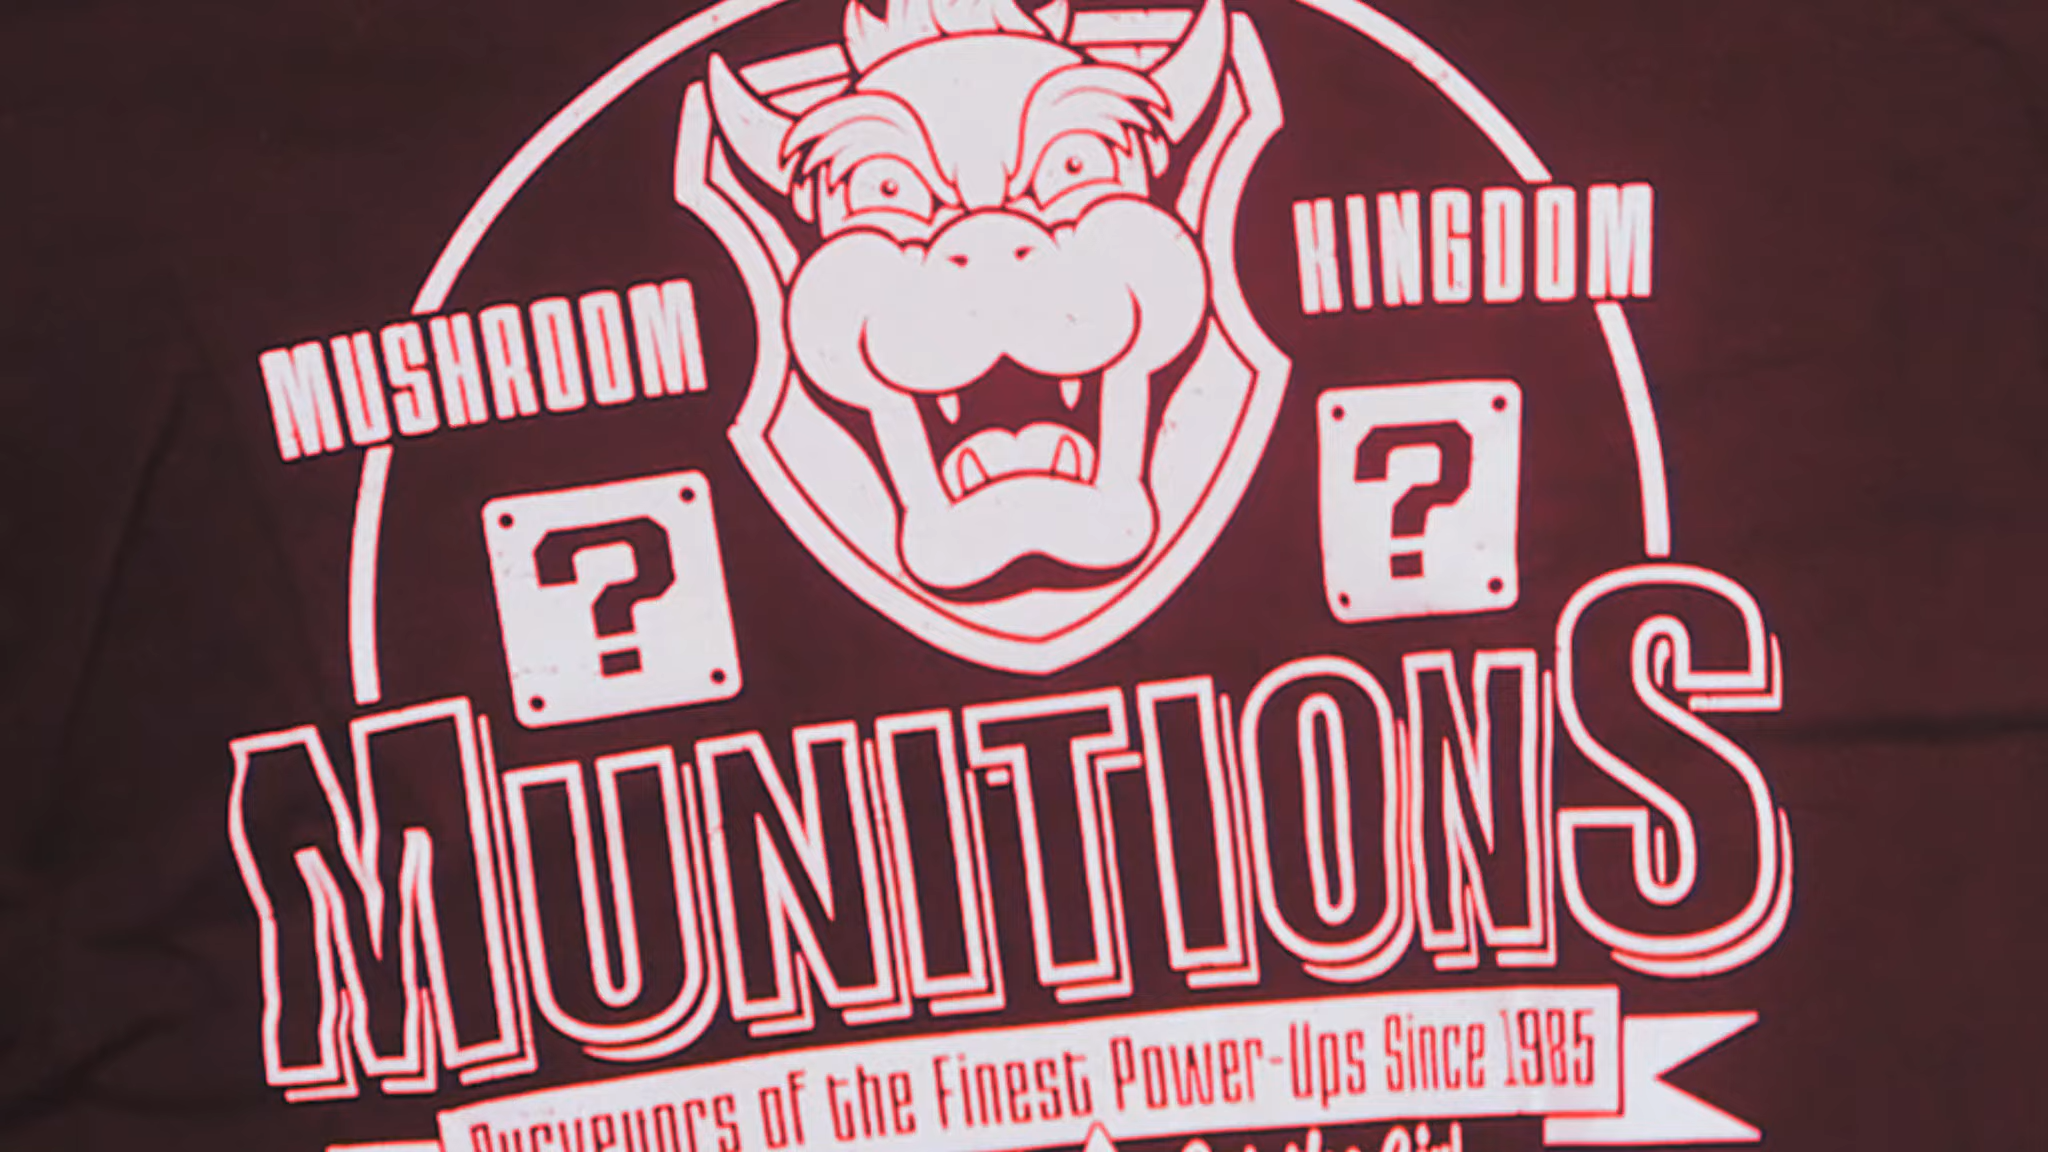 MUSHROOM KINGDOM
? ?
MUNITIONS
Purveyors of the Finest Power-Ups Since 1985